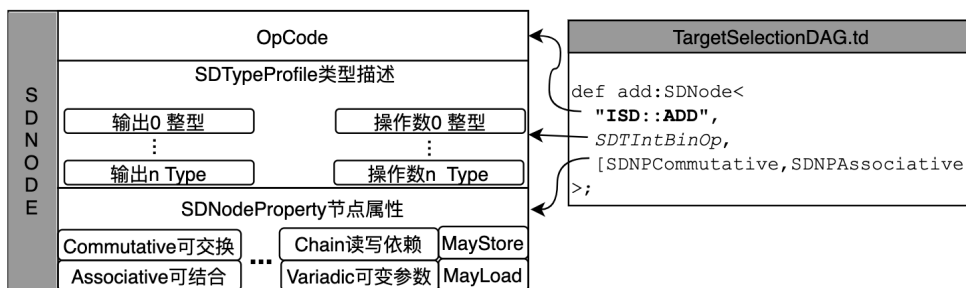 SDNODE
OpCode
SDTypeProfile类型描述
输出0 整型
操作数0 整型
输出n Type
操作数n Type
SDNodeProperty节点属性
Commutative可交换
...
Chain读写依赖
MayStore
Associative可结合
Variadic可变参数
MayLoad
TargetSelectionDAG.td
def add:SDNode<
"ISD::ADD",
SDTIntBinOp,
[SDNPCommutative,SDNPAssociative
>;